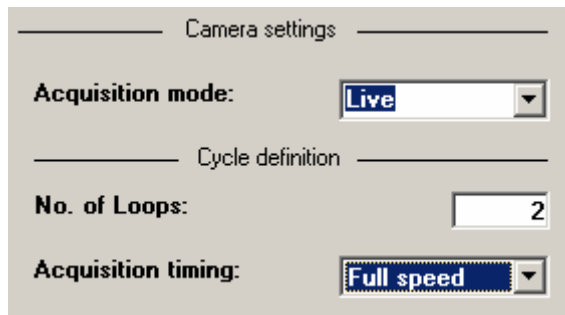 Camera settings
Acquisition mode: Live
Cycle definition
No. of Loops: 2
Acquisition timing: Full speed